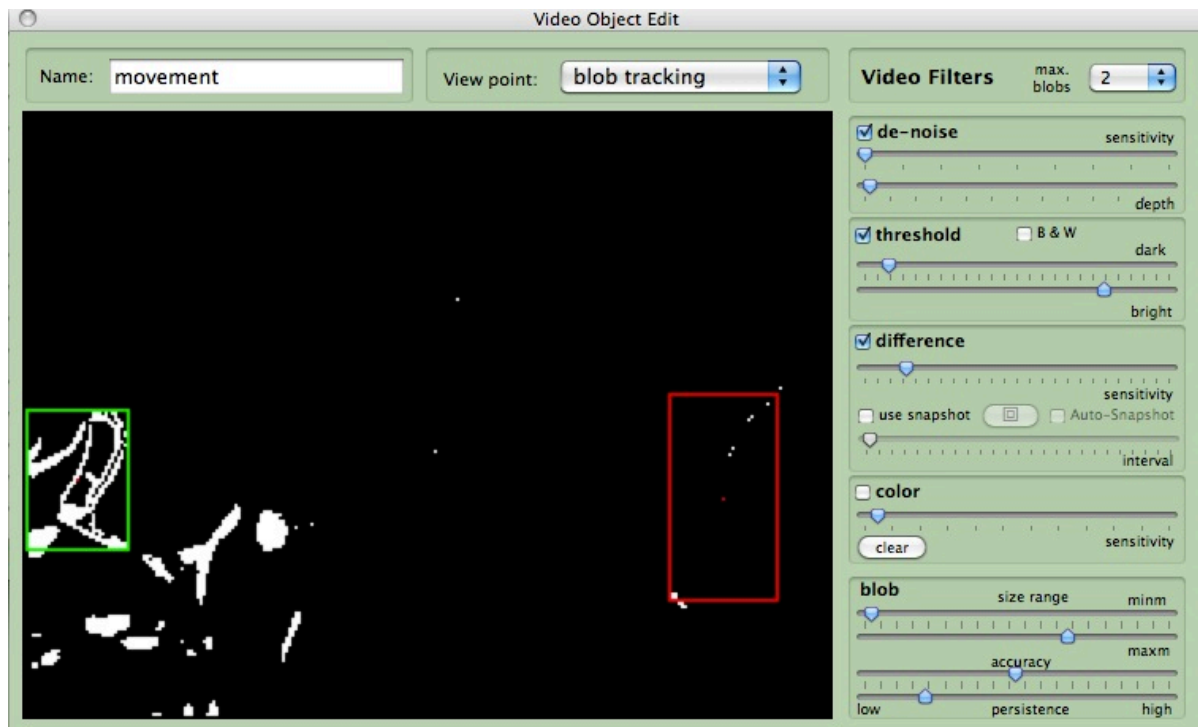 Video Object Edit
Name: movement
View point: blob tracking
Video Filters
max. blobs 2
de-noise
sensitivity
depth
threshold
B & W
dark
bright
difference
sensitivity
use snapshot
Auto-Snapshot
interval
color
clear
sensitivity
blob
size range
minm
maxm
accuracy
low persistence high